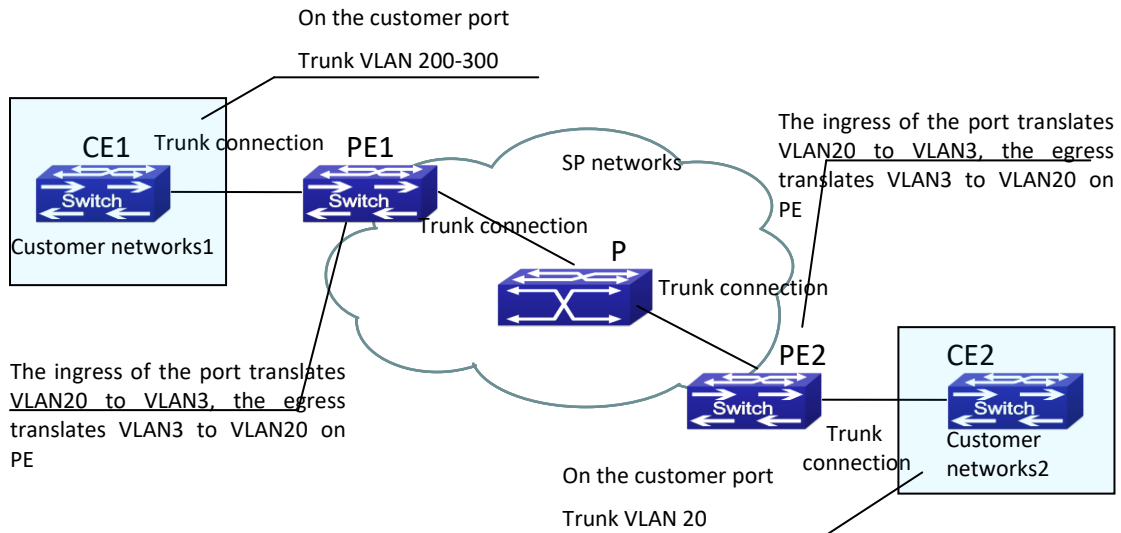 On the customer port
Trunk VLAN 200-300
CE1
Trunk connection
PE1
Switch
Switch
Customer networks1
SP networks
The ingress of the port translates
VLAN20 to VLAN3, the egress
translates VLAN3 to VLAN20 on
PE
Trunk connection
P
Trunk connection
The ingress of the port translates
VLAN20 to VLAN3, the egress
translates VLAN3 to VLAN20 on
PE
PE2
CE2
Switch
Switch
Trunk
connection
Customer
networks2
On the customer port
Trunk VLAN 20